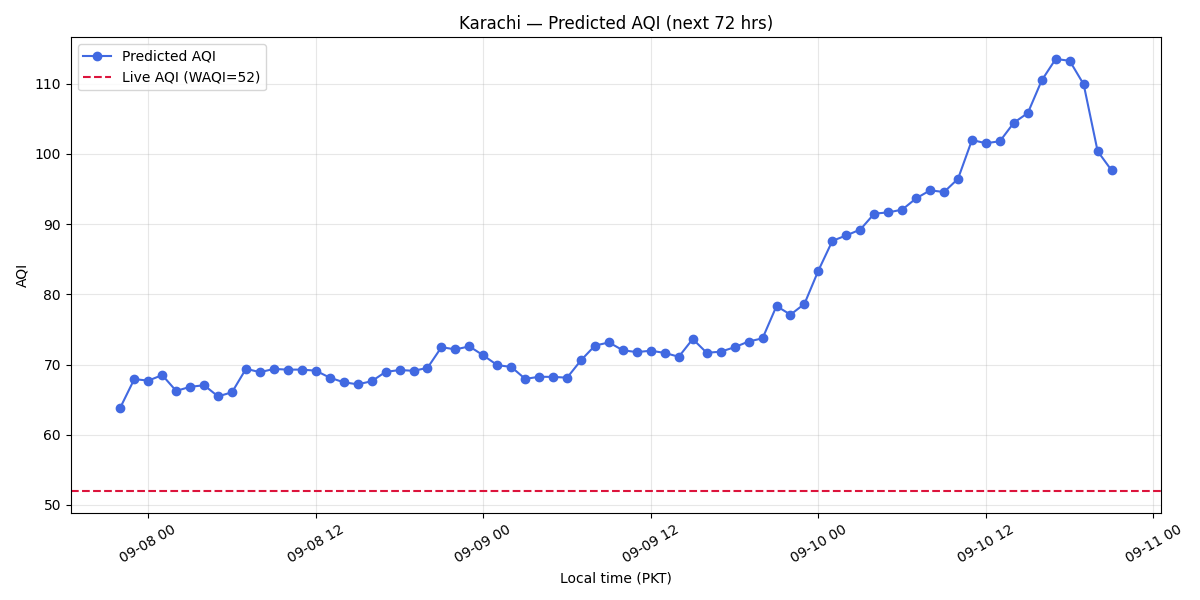 Karachi — Predicted AQI (next 72 hrs)
Predicted AQI
Live AQI (WAQI=52)
AQI
110
100
90
80
70
60
50
09-08 00
09-08 12
09-09 00
09-09 12
09-10 00
09-10 12
09-11 00
Local time (PKT)